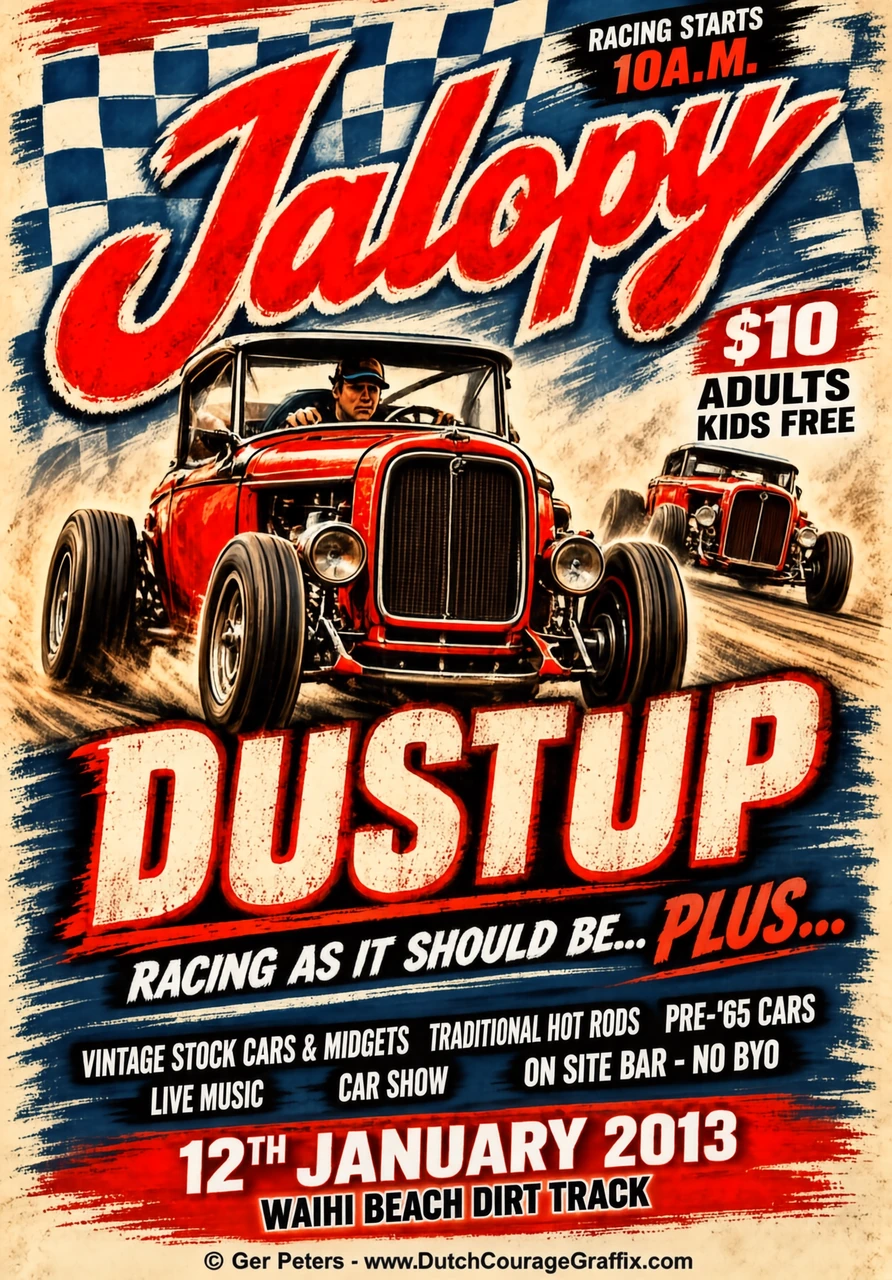 RACING STARTS
10A.M.
Jalopy
$10
ADULTS
KIDS FREE
DUSTUP
RACING AS IT SHOULD BE... PLUS...
VINTAGE STOCK CARS & MIDGETS TRADITIONAL HOT RODS PRE-'65 CARS
LIVE MUSIC CAR SHOW ON SITE BAR - NO BYO
12TH JANUARY 2013
WAIHI BEACH DIRT TRACK
© Ger Peters - www.DutchCourageGraffix.com